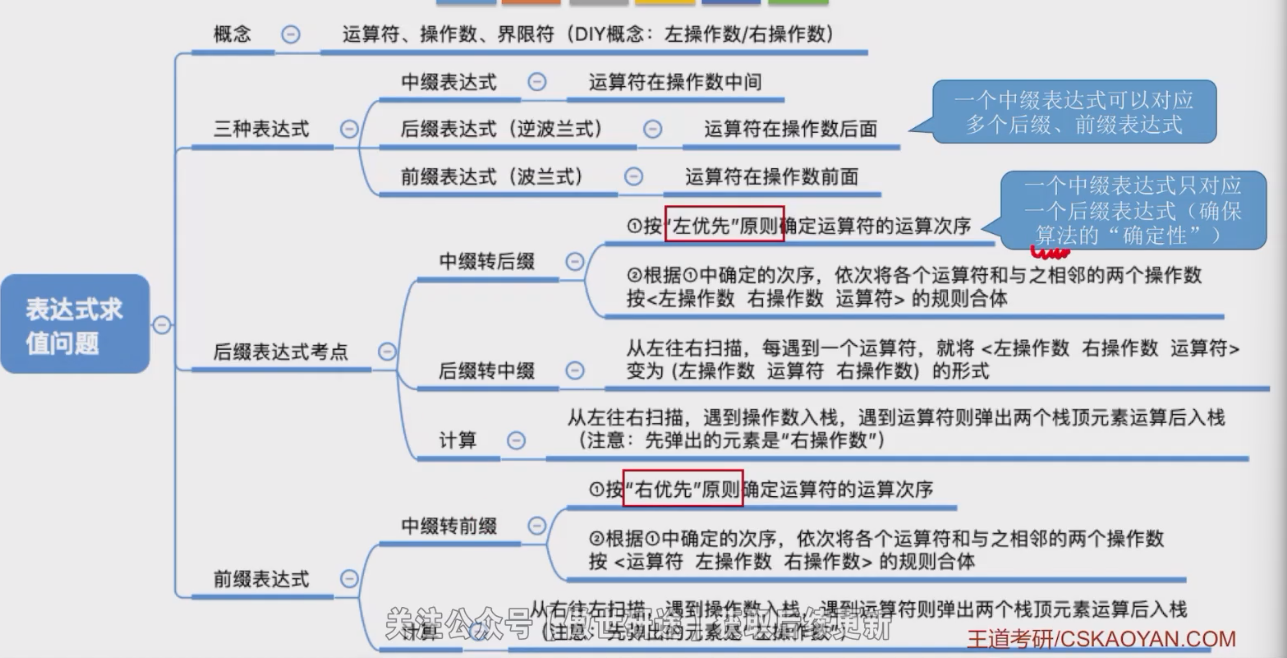 概念
运算符、操作数、界限符（DIY概念：左操作数/右操作数）
三种表达式
中缀表达式
运算符在操作数中间
后缀表达式（逆波兰式）
运算符在操作数后面
前缀表达式（波兰式）
运算符在操作数前面
一个中缀表达式可以对应
多个后缀、前缀表达式
一个中缀表达式只对应
一个后缀表达式（确保
算法的“确定性”）
表达式求
值问题
后缀表达式考点
中缀转后缀
①按“左优先”原则确定运算符的运算次序
②根据①中确定的次序，依次将各个运算符和与之相邻的两个操作数
按<左操作数 右操作数 运算符> 的规则合体
后缀转中缀
从左往右扫描，每遇到一个运算符，就将 <左操作数 右操作数 运算符>
变为 (左操作数 运算符 右操作数）的形式
计算
从左往右扫描，遇到操作数入栈，遇到运算符则弹出两个栈顶元素运算后入栈
（注意：先弹出的元素是“右操作数”）
前缀表达式
中缀转前缀
①按“右优先”原则确定运算符的运算次序
②根据①中确定的次序，依次将各个运算符和与之相邻的两个操作数
按 <运算符 左操作数 右操作数> 的规则合体
计算
从右往左扫描，遇到操作数入栈，遇到运算符则弹出两个栈顶元素运算后入栈
（注意：先弹出的元素是“左操作数”
关注公众号
后续更新
王道考研/CSKAOYAN.COM